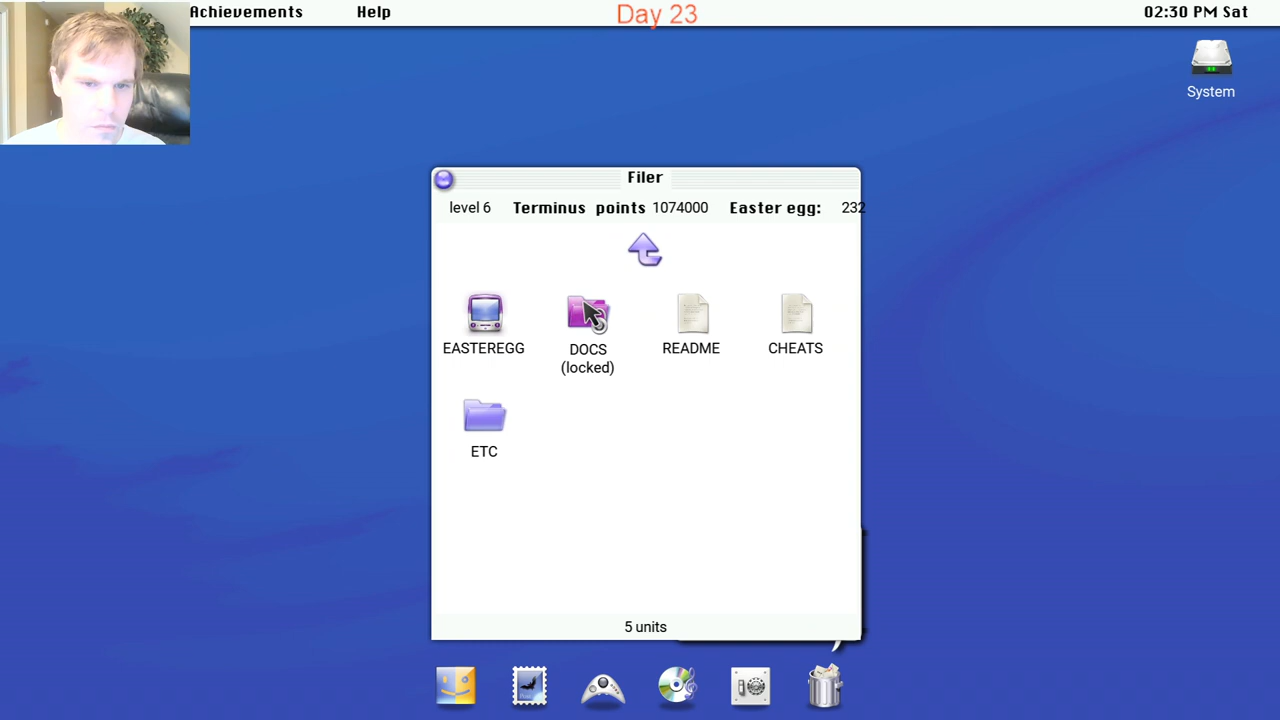 Achievements Help Day 23 02:30 PM Sat
System
Filer
level 6 Terminus points 1074000 Easter egg: 232
EASTEREGG DOCS README CHEATS
(locked)
ETC
5 units